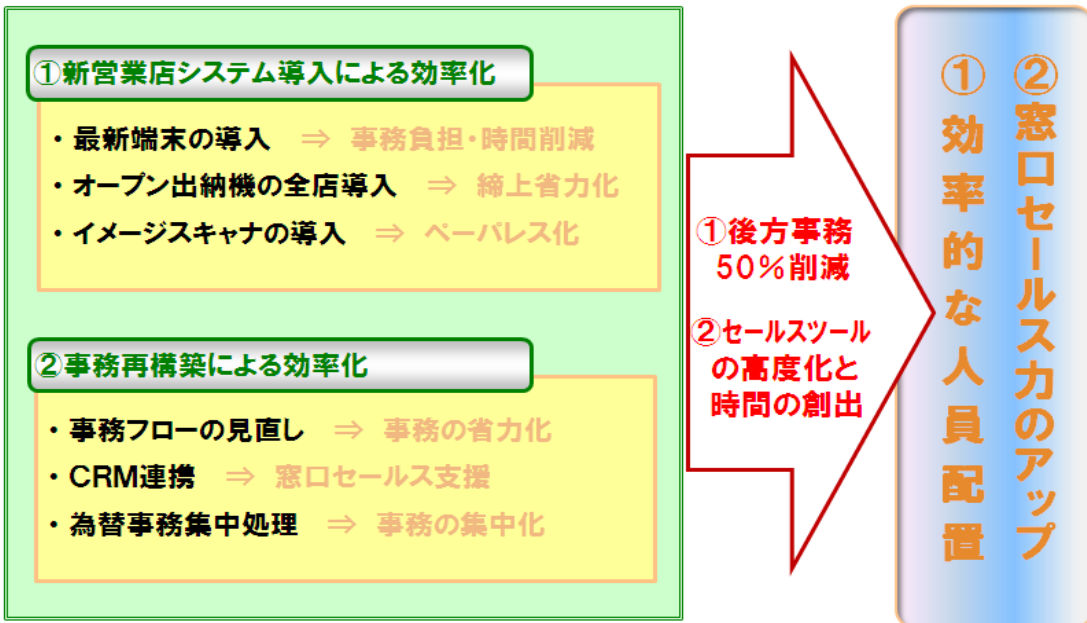 ①新営業店システム導入による効率化
・最新端末の導入 ⇒ 事務負担・時間削減
・オープン出納機の全店導入 ⇒ 締上省力化
・イメージスキャナの導入 ⇒ ペーパレス化
②事務再構築による効率化
・事務フローの見直し ⇒ 事務の省力化
・CRM連携 ⇒ 窓口セールス支援
・為替事務集中処理 ⇒ 事務の集中化
①後方事務
50%削減
②セールスツール
の高度化と
時間の創出
①効率的な人員配置
②窓口セールス力のアップ